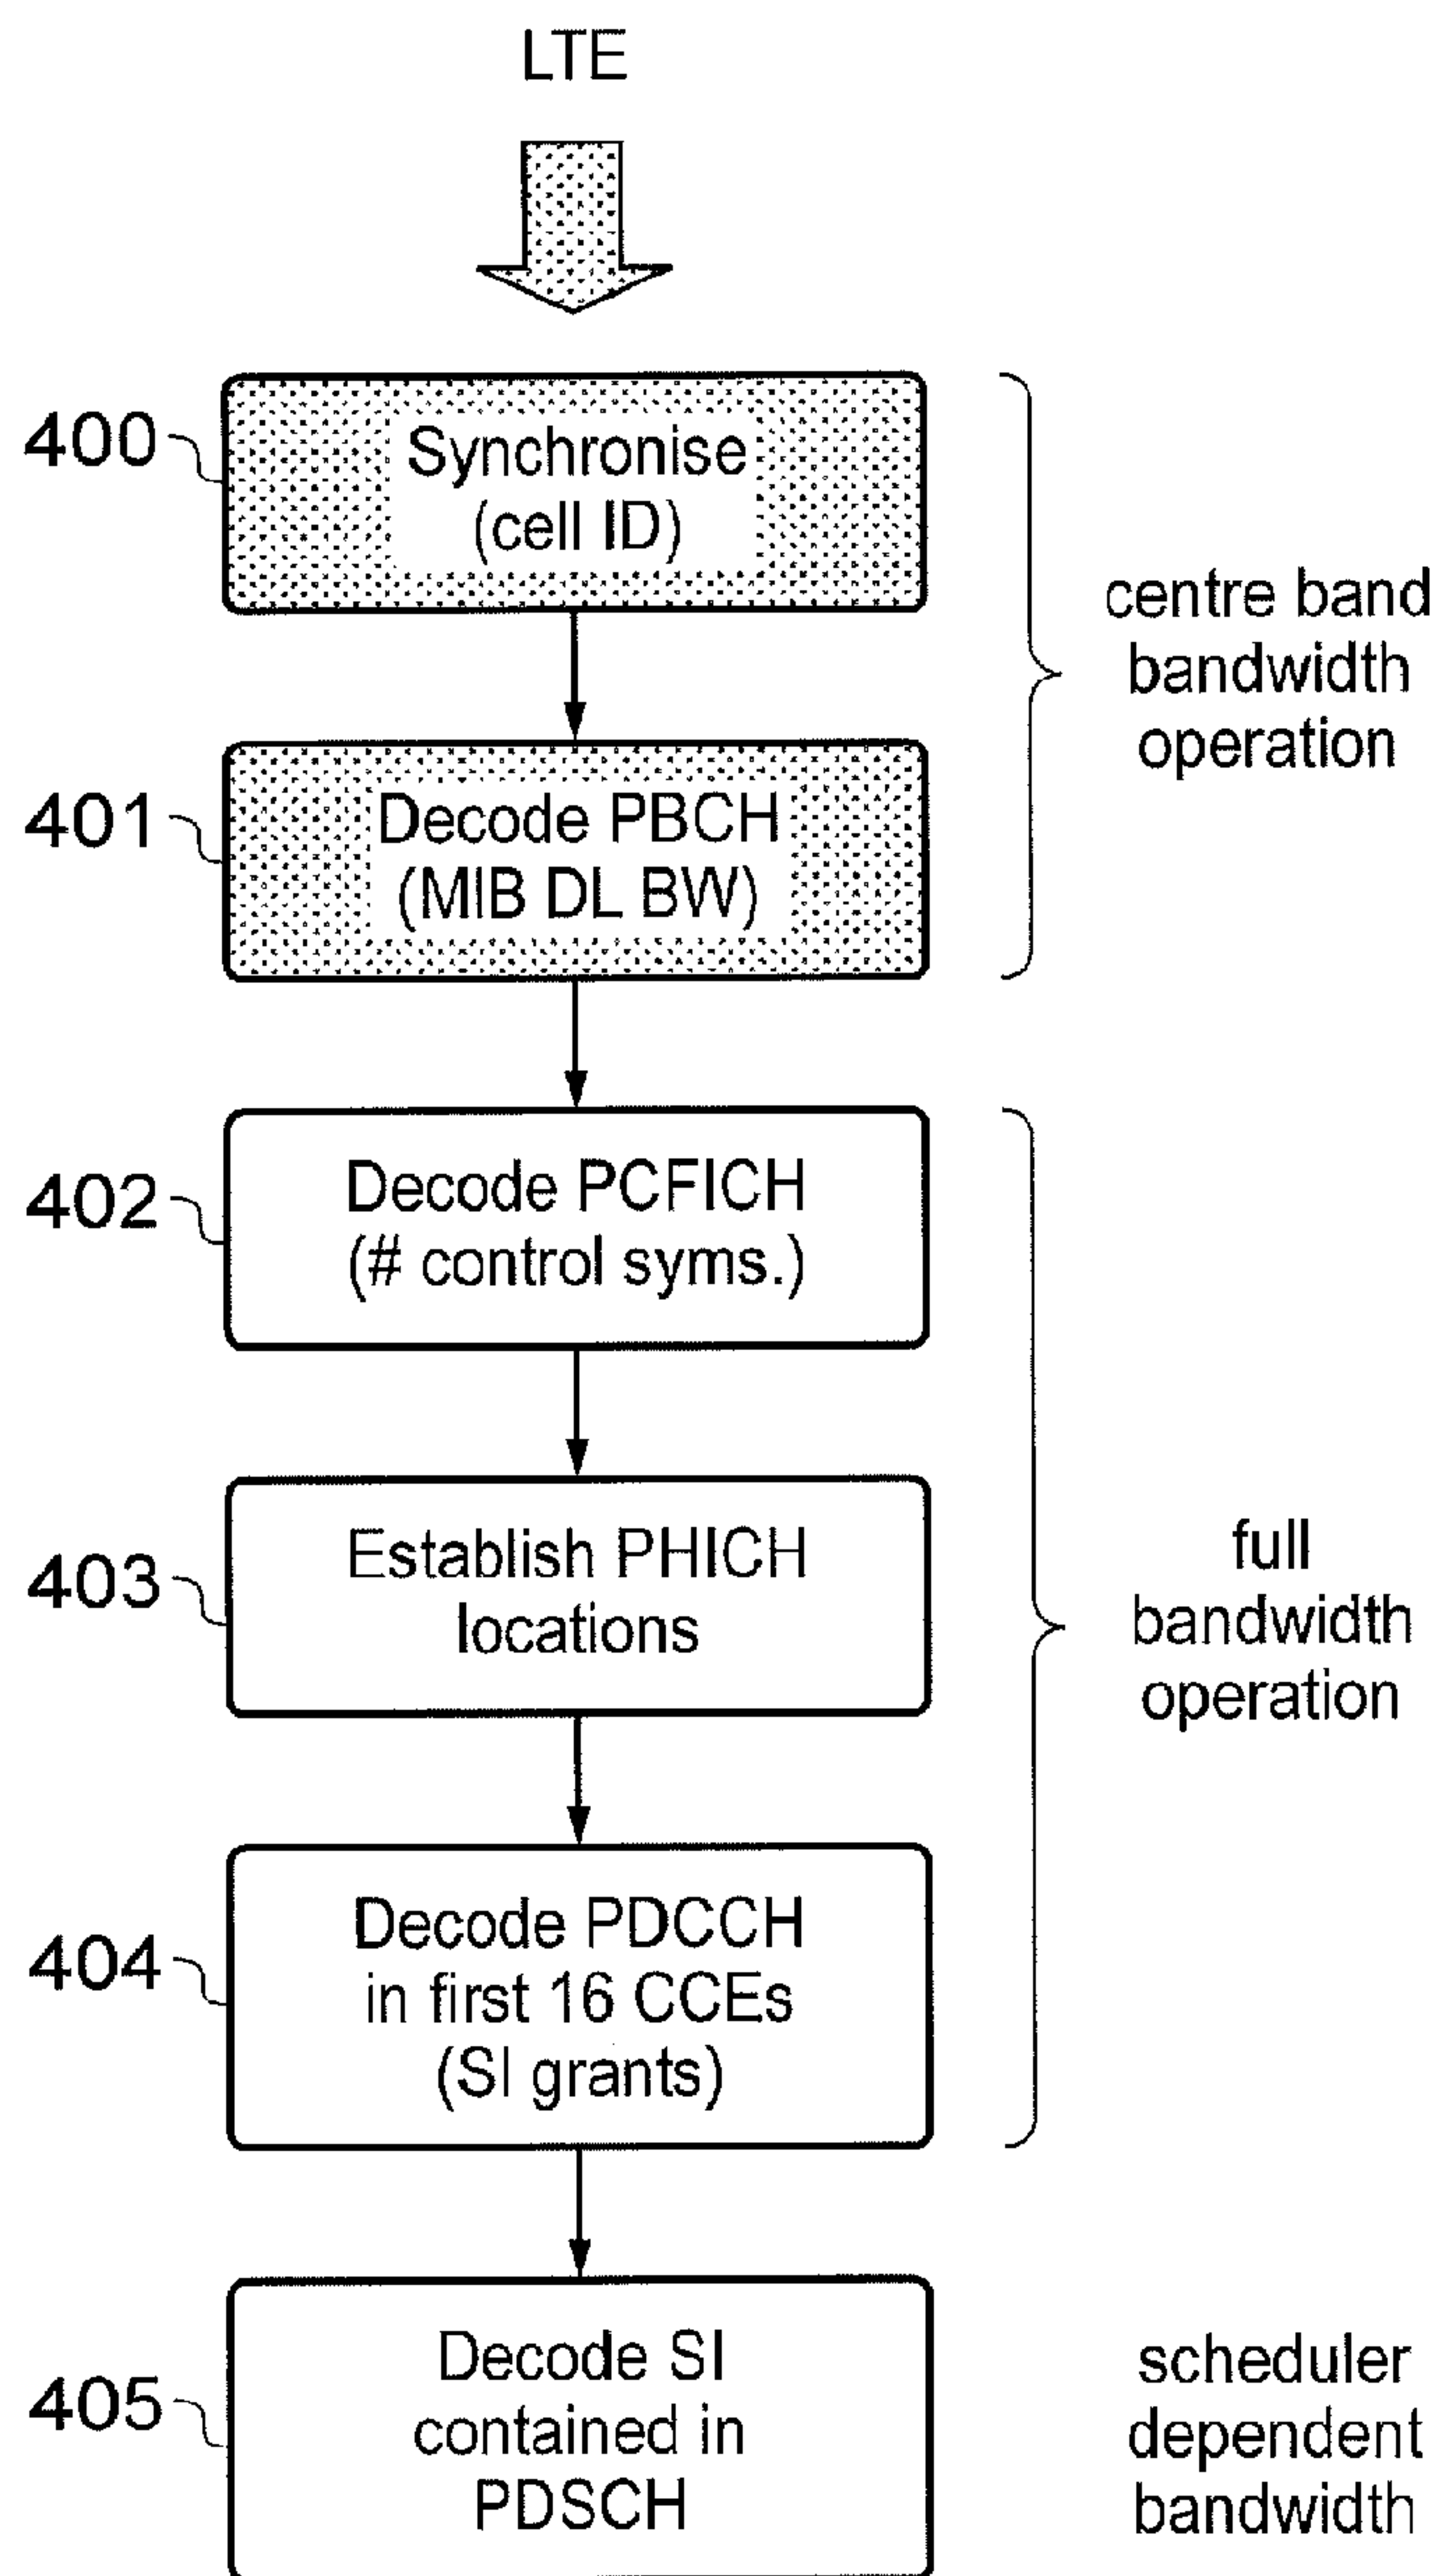 LTE
400
Synchronise
(cell ID)
centre band
bandwidth
operation
401
Decode PBCH
(MIB DL BW)
402
Decode PCFICH
(# control syms.)
403
Establish PHICH
locations
full
bandwidth
operation
404
Decode PDCCH
in first 16 CCEs
(SI grants)
405
Decode SI
contained in
PDSCH
scheduler
dependent
bandwidth